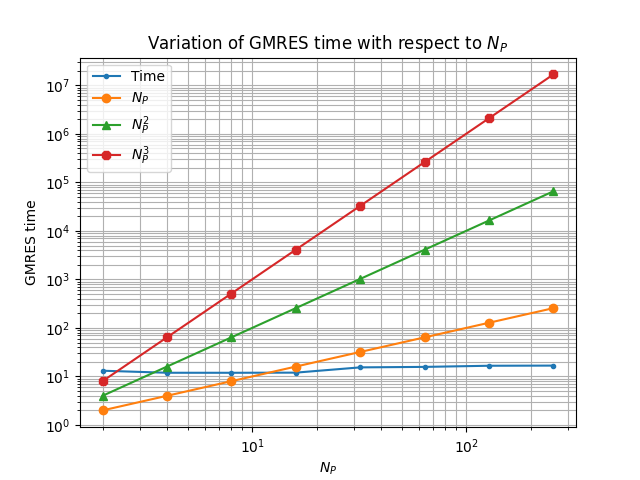 Variation of GMRES time with respect to $N_P$
Time
$N_P$
$N_P^2$
$N_P^3$
GMRES time
$10^7$
$10^6$
$10^5$
$10^4$
$10^3$
$10^2$
$10^1$
$10^0$
$10^1$
$10^2$
$N_P$